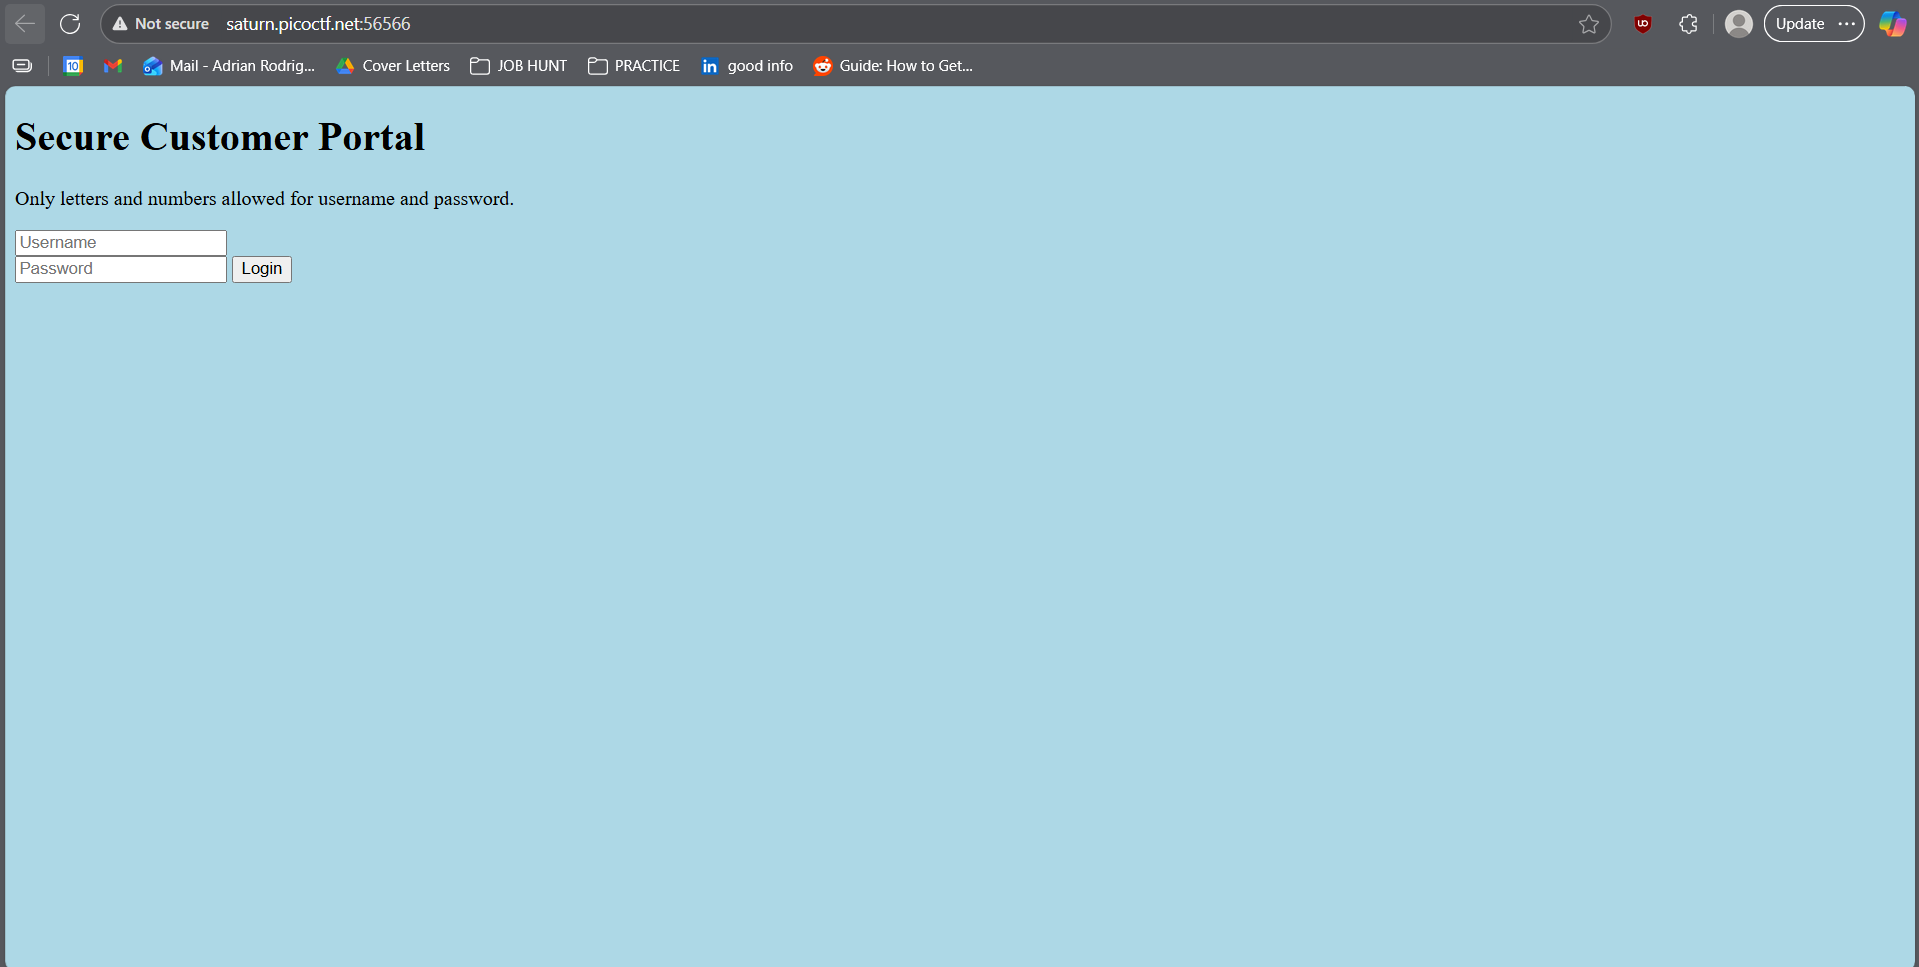 Not secure saturn.picoctf.net:56566 Update
10 Mail - Adrian Rodrig... Cover Letters JOB HUNT PRACTICE in good info Guide: How to Get...
Secure Customer Portal
Only letters and numbers allowed for username and password.
Username
Password Login